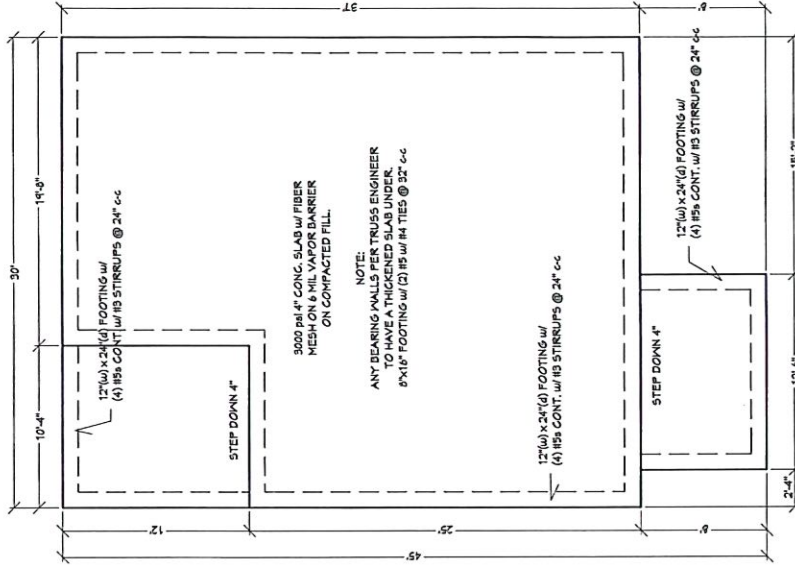 30'
10'-4"
19'-8"
37'
8'
12'
25'
8'
45'
2'-4"
12"(w) x 24"(d) FOOTING w/
(4) #5s CONT. w/ #3 STIRRUPS @ 24" c-c
STEP DOWN 4"
3000 psi 4" CONC. SLAB w/ FIBER
MESH ON 6 MIL VAPOR BARRIER
ON COMPACTED FILL.
NOTE:
ANY BEARING WALLS PER TRUSS ENGINEER
TO HAVE A THICKENED SLAB UNDER.
8"X16" FOOTING w/ (2) #5 w/ #4 TIES @ 32" c-c
12"(w) x 24"(d) FOOTING w/
(4) #5s CONT. w/ #3 STIRRUPS @ 24" c-c
STEP DOWN 4"
12"(w) x 24"(d) FOOTING w/
(4) #5s CONT. w/ #3 STIRRUPS @ 24" c-c